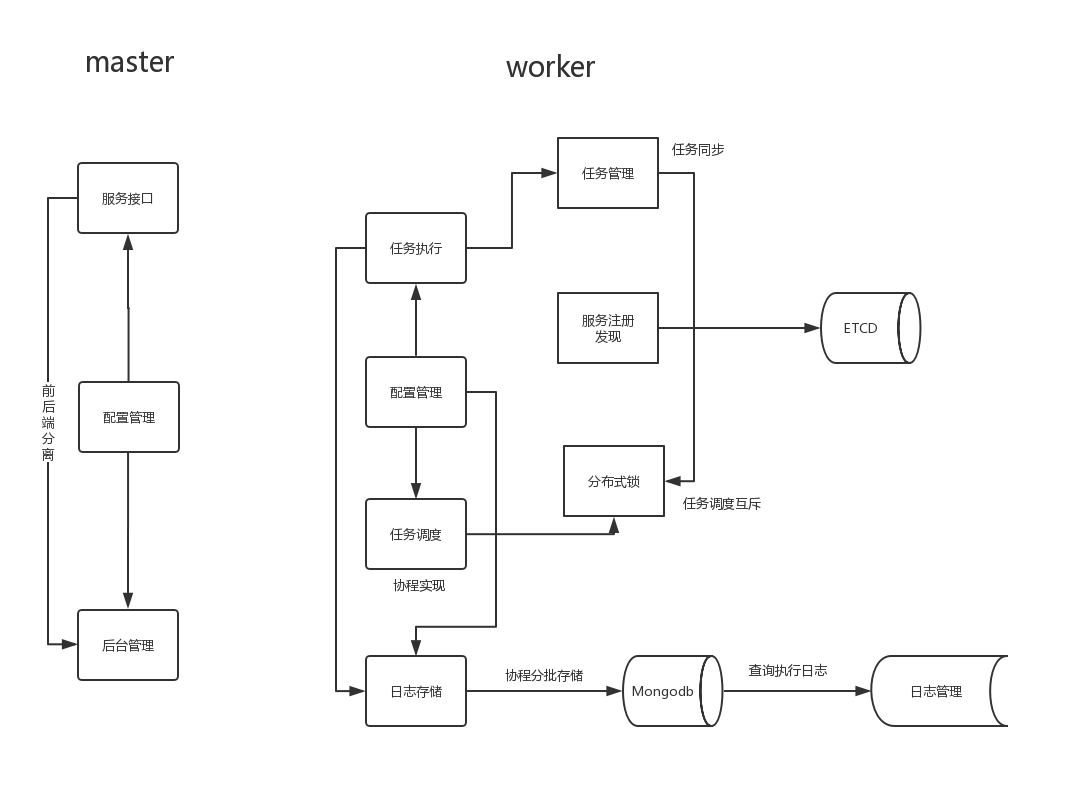 master
worker
服务接口
前
后
端
分
离
配置管理
后台管理
任务管理
任务同步
任务执行
服务注册
发现
ETCD
配置管理
分布式锁
任务调度互斥
任务调度
协程实现
日志存储
协程分批存储
Mongodb
查询执行日志
日志管理